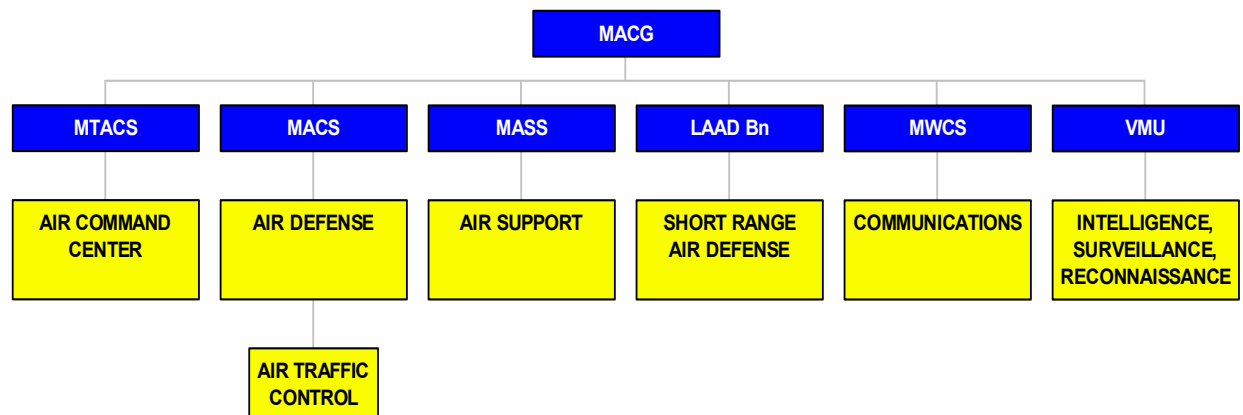 MACG
MTACS
MACS
MASS
LAAD Bn
MWCS
VMU
AIR COMMAND
CENTER
AIR DEFENSE
AIR SUPPORT
SHORT RANGE
AIR DEFENSE
COMMUNICATIONS
INTELLIGENCE,
SURVEILLANCE,
RECONNAISSANCE
AIR TRAFFIC
CONTROL